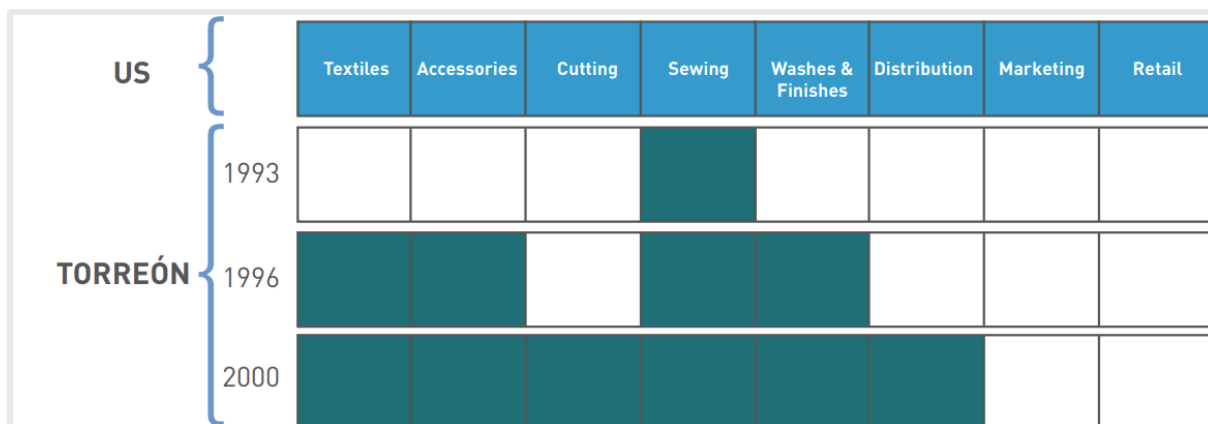 US
Textiles
Accessories
Cutting
Sewing
Washes &
Finishes
Distribution
Marketing
Retail
TORREÓN
1993
1996
2000